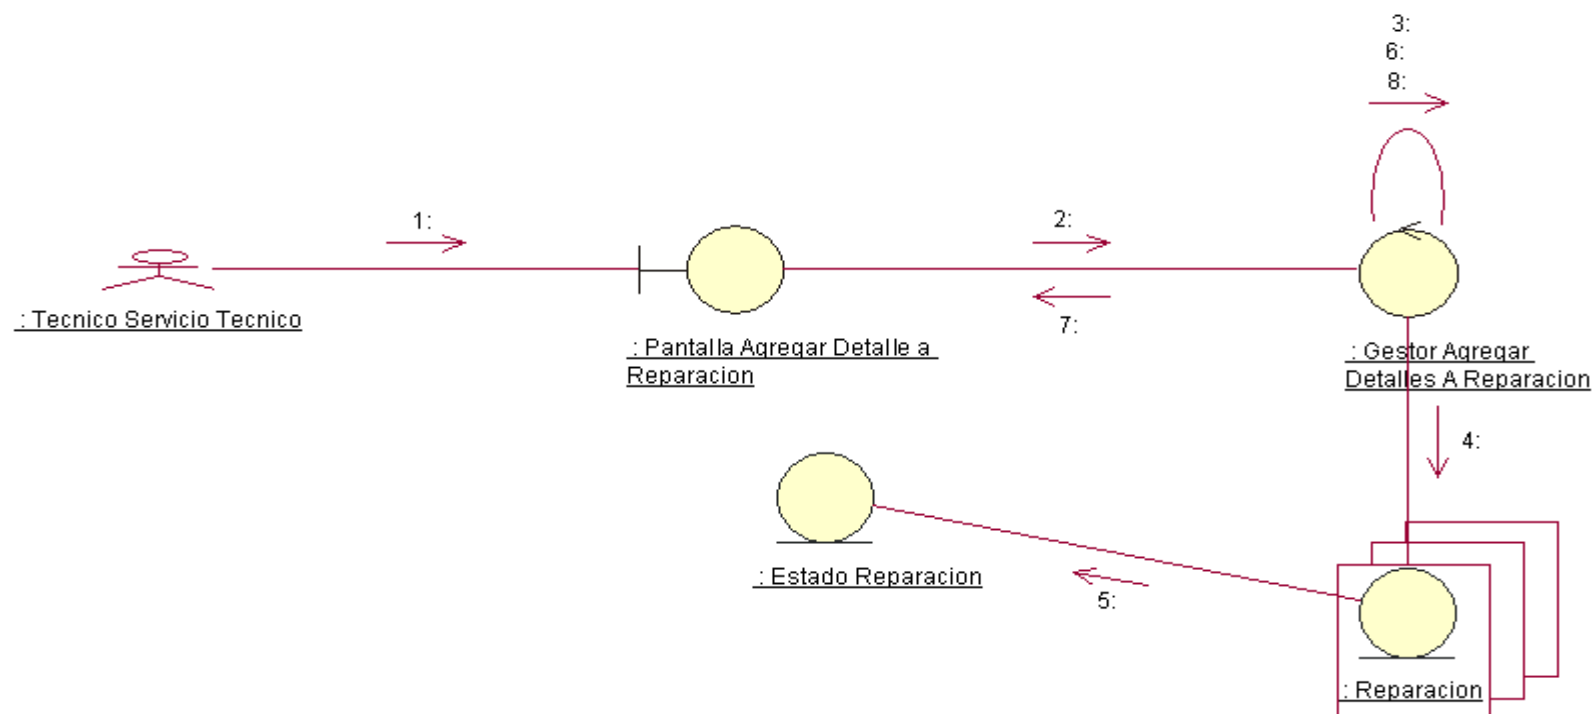 3:
6:
8:
1:
2:
7:
: Tecnico Servicio Tecnico
: Pantalla Agregar Detalle a
Reparacion
: Gestor Agregar
Detalles A Reparacion
4:
: Estado Reparacion
5:
: Reparacion